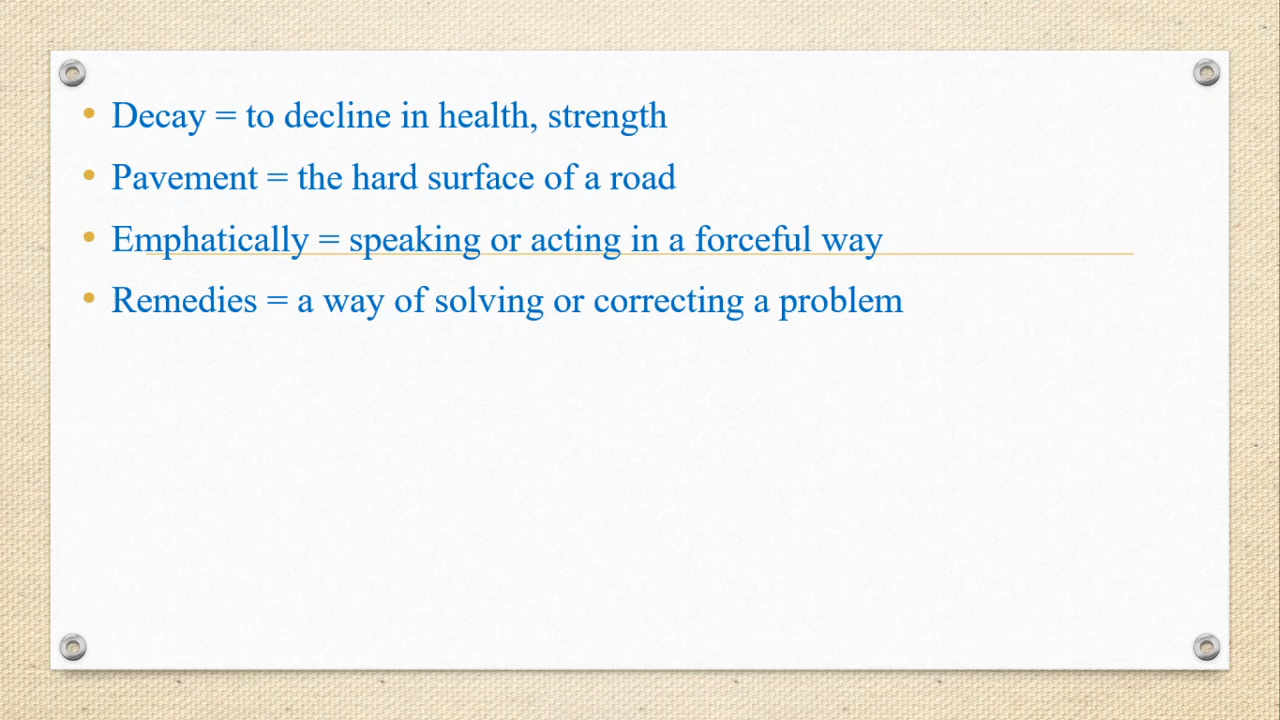 • Decay = to decline in health, strength
• Pavement = the hard surface of a road
• Emphatically = speaking or acting in a forceful way
• Remedies = a way of solving or correcting a problem